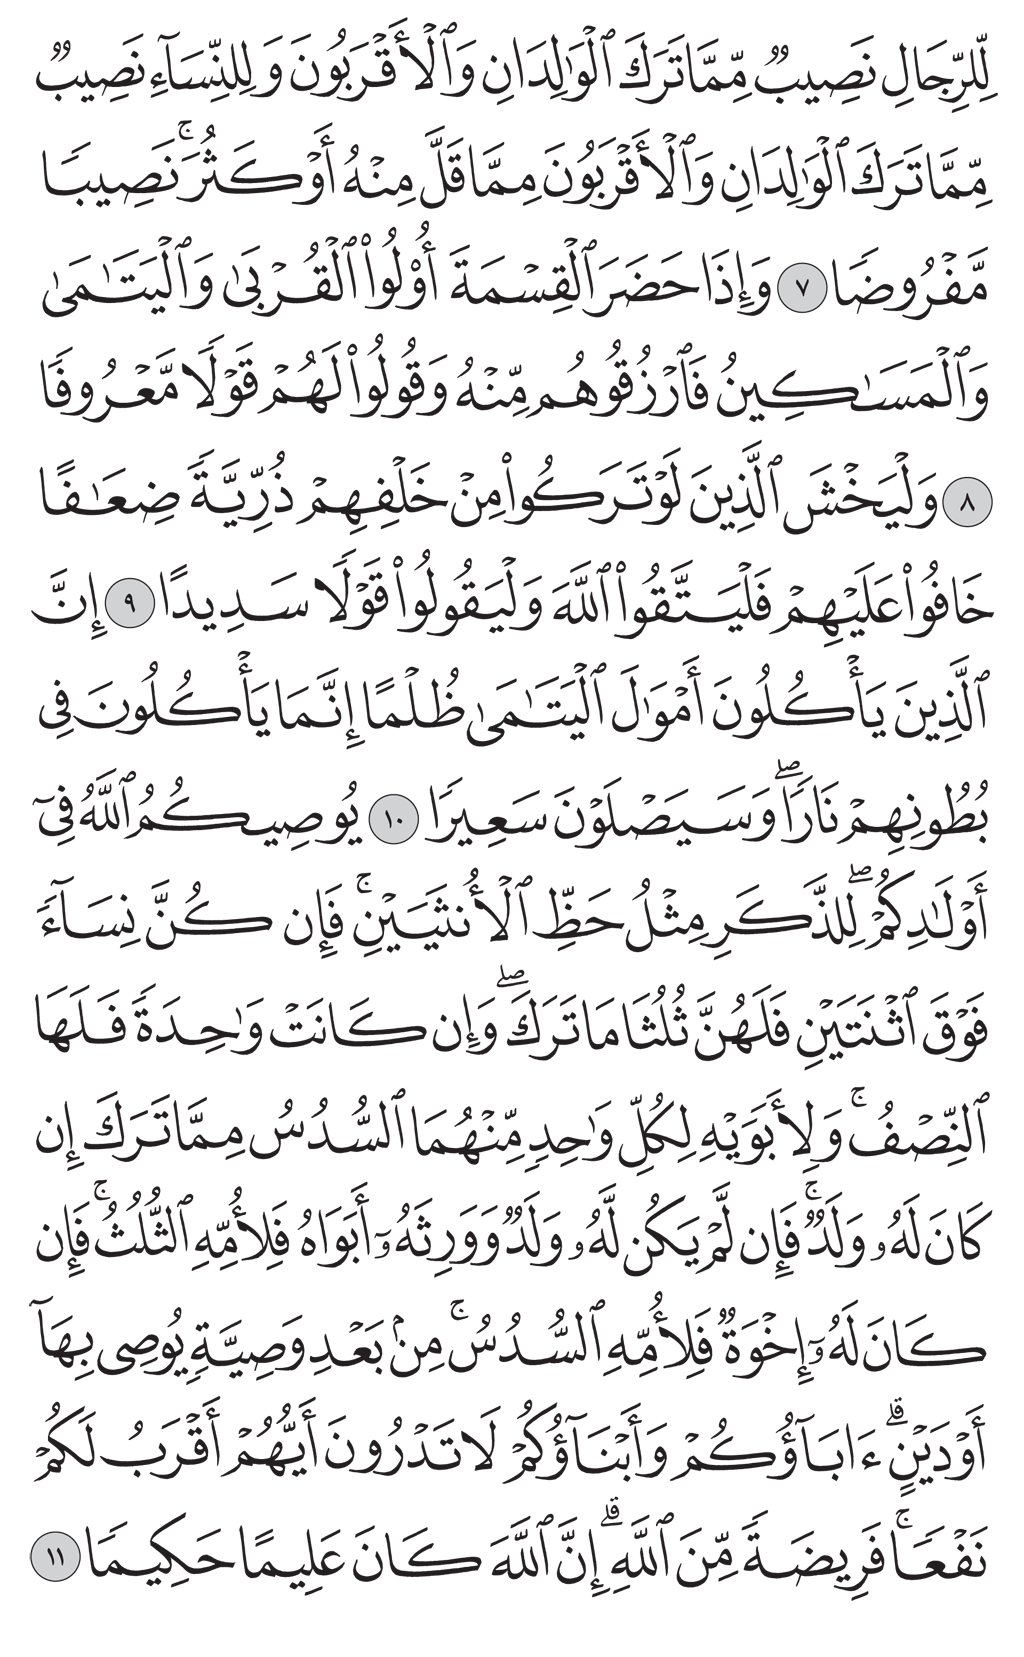 لِّلرِّجَالِ نَصِيبٌ مِّمَّا تَرَكَ ٱلْوَٰلِدَانِ وَٱلْأَقْرَبُونَ وَلِلنِّسَآءِ نَصِيبٌ
مِّمَّا تَرَكَ ٱلْوَٰلِدَانِ وَٱلْأَقْرَبُونَ مِمَّا قَلَّ مِنْهُ أَوْ كَثُرَ ۚ نَصِيبًا
مَّفْرُوضًا ٧ وَإِذَا حَضَرَ ٱلْقِسْمَةَ أُو۟لُوا۟ ٱلْقُرْبَىٰ وَٱلْيَتَٰمَىٰ
وَٱلْمَسَٰكِينُ فَٱرْزُقُوهُم مِّنْهُ وَقُولُوا۟ لَهُمْ قَوْلًا مَّعْرُوفًا
٨ وَلْيَخْشَ ٱلَّذِينَ لَوْ تَرَكُوا۟ مِنْ خَلْفِهِمْ ذُرِّيَّةً ضِعَٰفًا
خَافُوا۟ عَلَيْهِمْ فَلْيَتَّقُوا۟ ٱللَّهَ وَلْيَقُولُوا۟ قَوْلًا سَدِيدًا ٩ إِنَّ
ٱلَّذِينَ يَأْكُلُونَ أَمْوَٰلَ ٱلْيَتَٰمَىٰ ظُلْمًا إِنَّمَا يَأْكُلُونَ فِى
بُطُونِهِمْ نَارًا ۖ وَسَيَصْلَوْنَ سَعِيرًا ١٠ يُوصِيكُمُ ٱللَّهُ فِىٓ
أَوْلَٰدِكُمْ ۖ لِلذَّكَرِ مِثْلُ حَظِّ ٱلْأُنثَيَيْنِ ۚ فَإِن كُنَّ نِسَآءً
فَوْقَ ٱثْنَتَيْنِ فَلَهُنَّ ثُلُثَا مَا تَرَكَ ۖ وَإِن كَانَتْ وَٰحِدَةً فَلَهَا
ٱلنِّصْفُ ۚ وَلِأَبَوَيْهِ لِكُلِّ وَٰحِدٍ مِّنْهُمَا ٱلسُّدُسُ مِمَّا تَرَكَ إِن
كَانَ لَهُۥ وَلَدٌ ۚ فَإِن لَّمْ يَكُن لَّهُۥ وَلَدٌ وَوَرِثَهُۥٓ أَبَوَاهُ فَلِأُمِّهِ ٱلثُّلُثُ ۚ فَإِن
كَانَ لَهُۥٓ إِخْوَةٌ فَلِأُمِّهِ ٱلسُّدُسُ ۚ مِنۢ بَعْدِ وَصِيَّةٍ يُوصِى بِهَآ
أَوْ دَيْنٍ ۗ ءَابَآؤُكُمْ وَأَبْنَآؤُكُمْ لَا تَدْرُونَ أَيُّهُمْ أَقْرَبُ لَكُمْ
نَفْعًا ۚ فَرِيضَةً مِّنَ ٱللَّهِ ۗ إِنَّ ٱللَّهَ كَانَ عَلِيمًا حَكِيمًا ١١